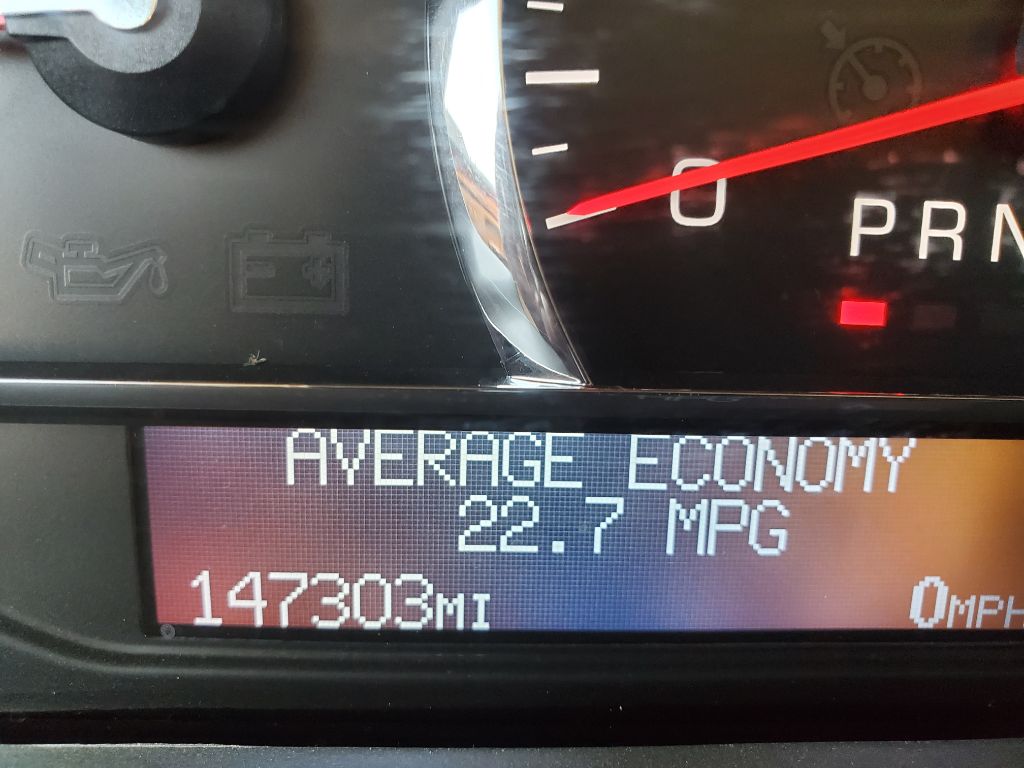 0
PRN
AVERAGE ECONOMY
22.7 MPG
147303MI
0MPH